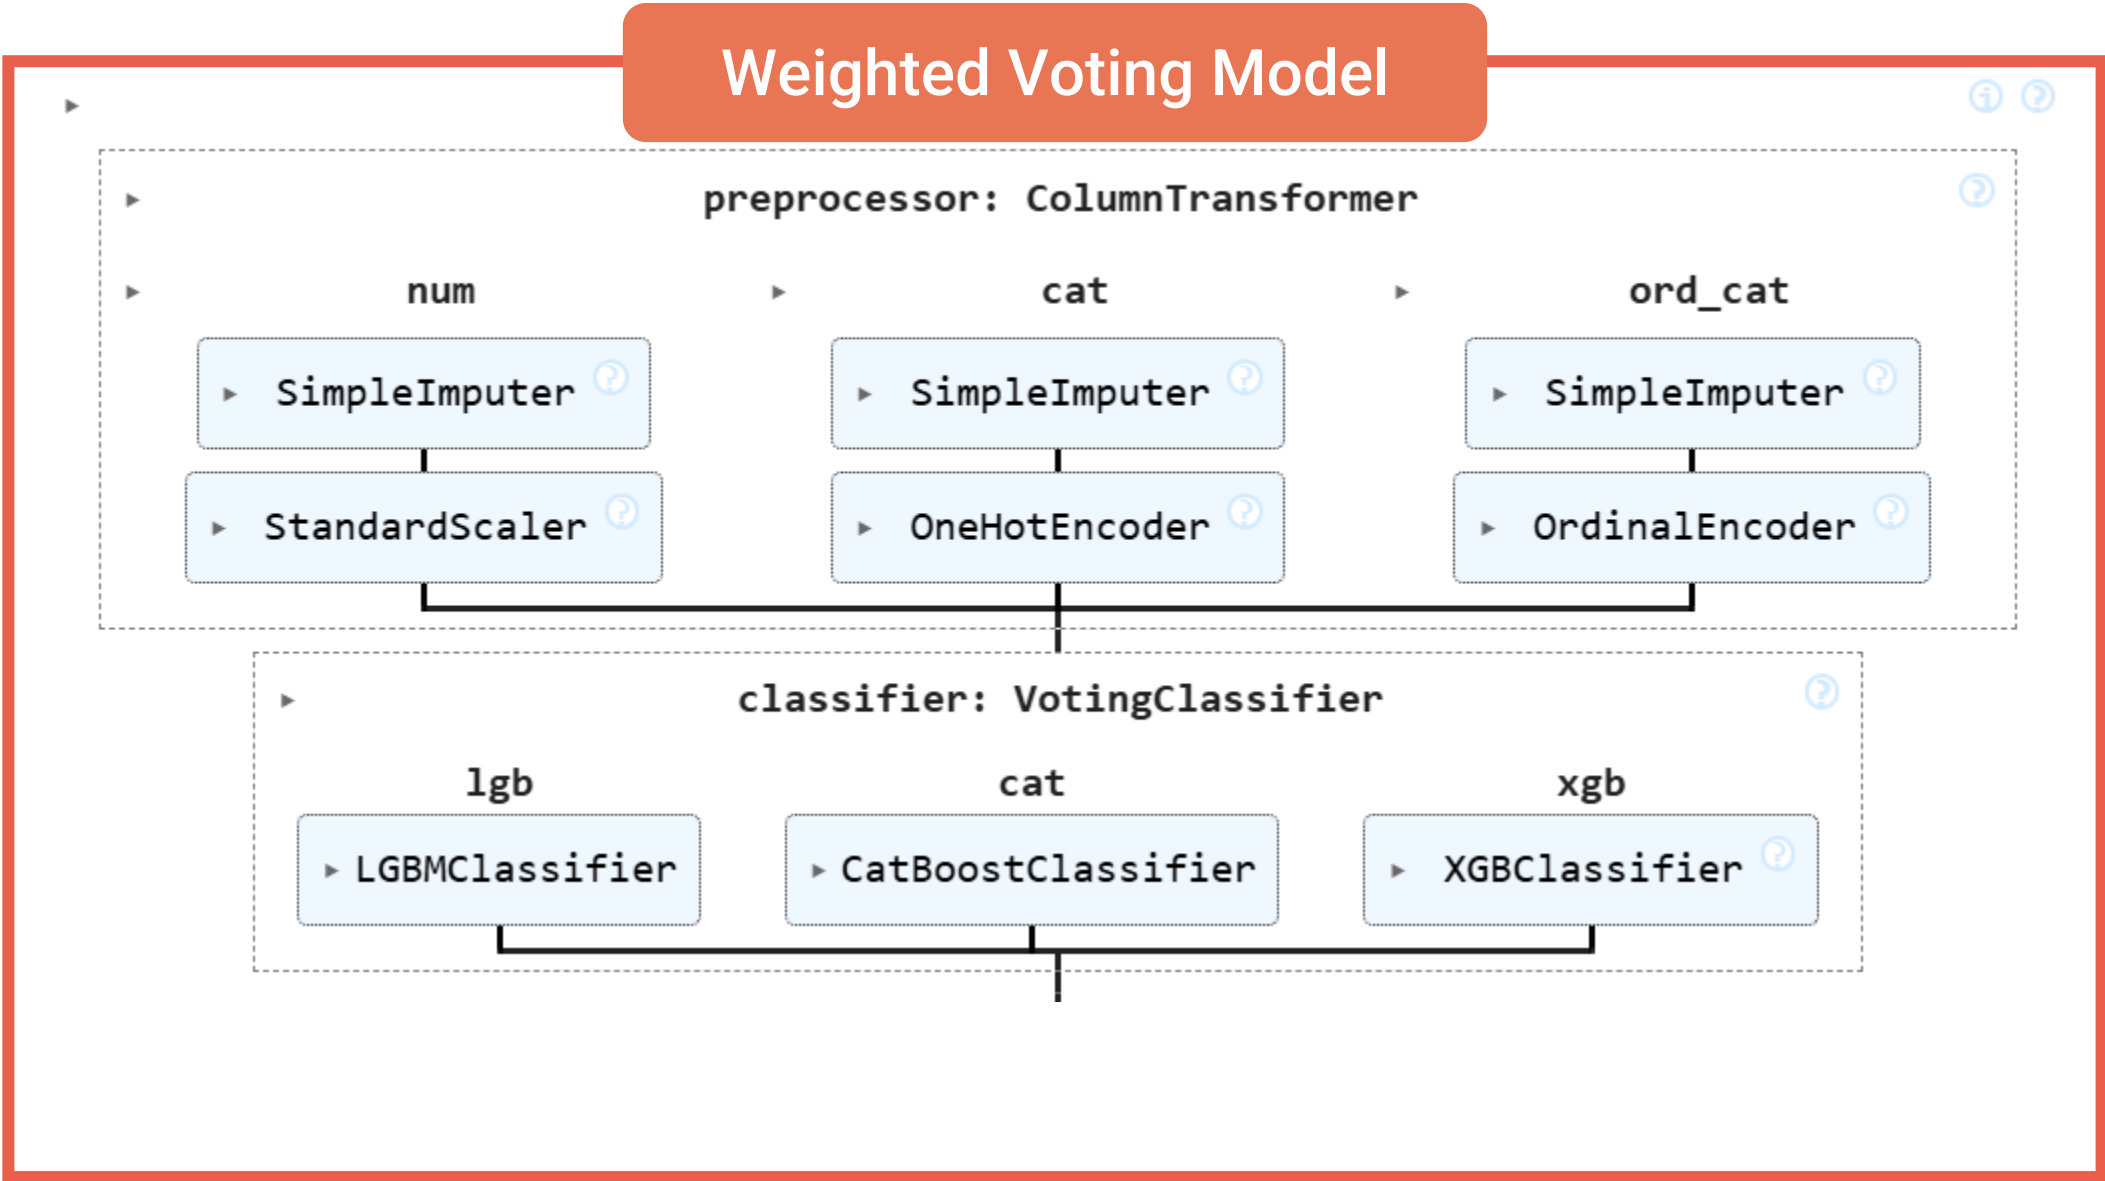 Weighted Voting Model
preprocessor: ColumnTransformer
num cat ord_cat
SimpleImputer SimpleImputer SimpleImputer
StandardScaler OneHotEncoder OrdinalEncoder
classifier: VotingClassifier
lgb cat xgb
LGBMClassifier CatBoostClassifier XGBClassifier